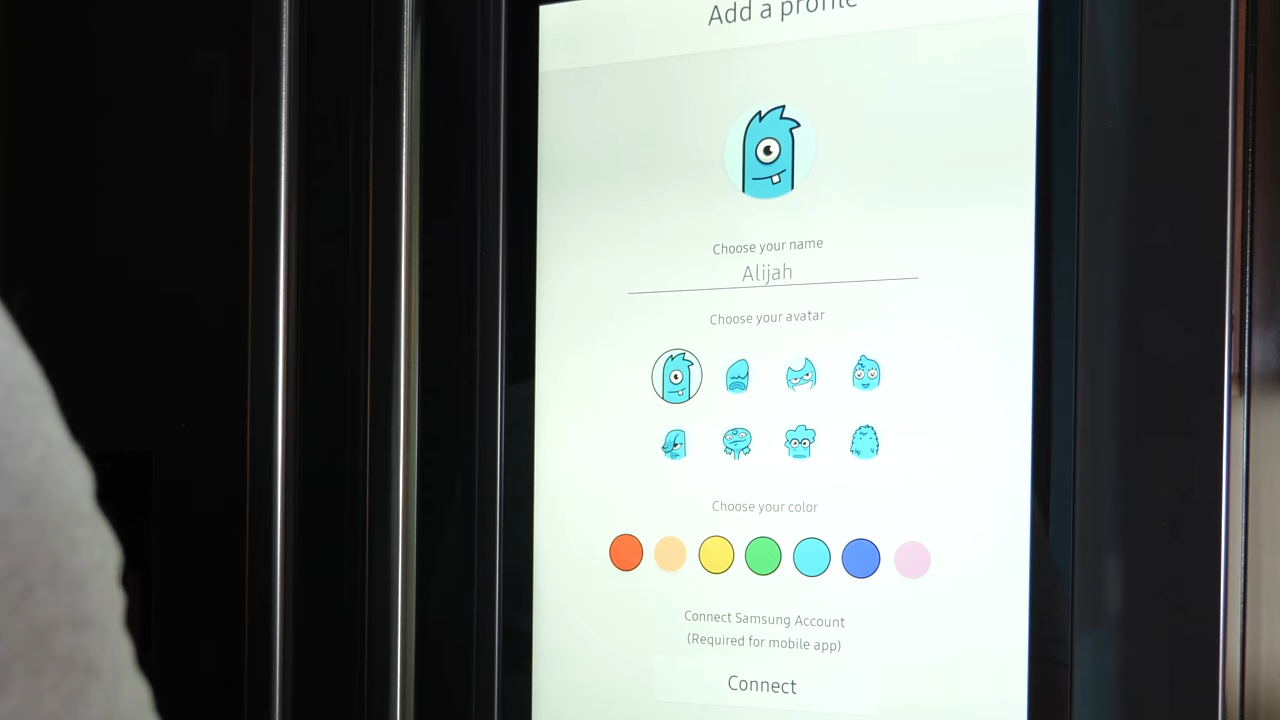 Add a profile
Choose your name
Alijah
Choose your avatar
Choose your color
Connect Samsung Account
(Required for mobile app)
Connect